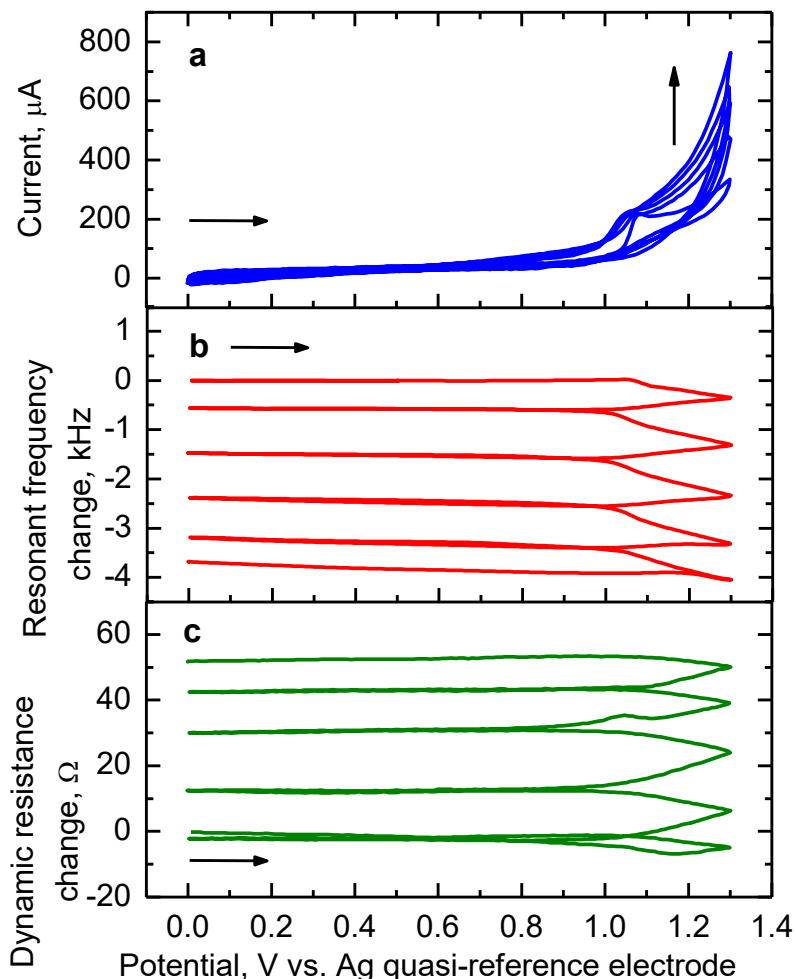 a
Current, μA
800
600
400
200
0
b
Resonant frequency
change, kHz
1
0
-1
-2
-3
-4
c
Dynamic resistance
change, Ω
60
40
20
0
-20
0.0 0.2 0.4 0.6 0.8 1.0 1.2 1.4
Potential, V vs. Ag quasi-reference electrode